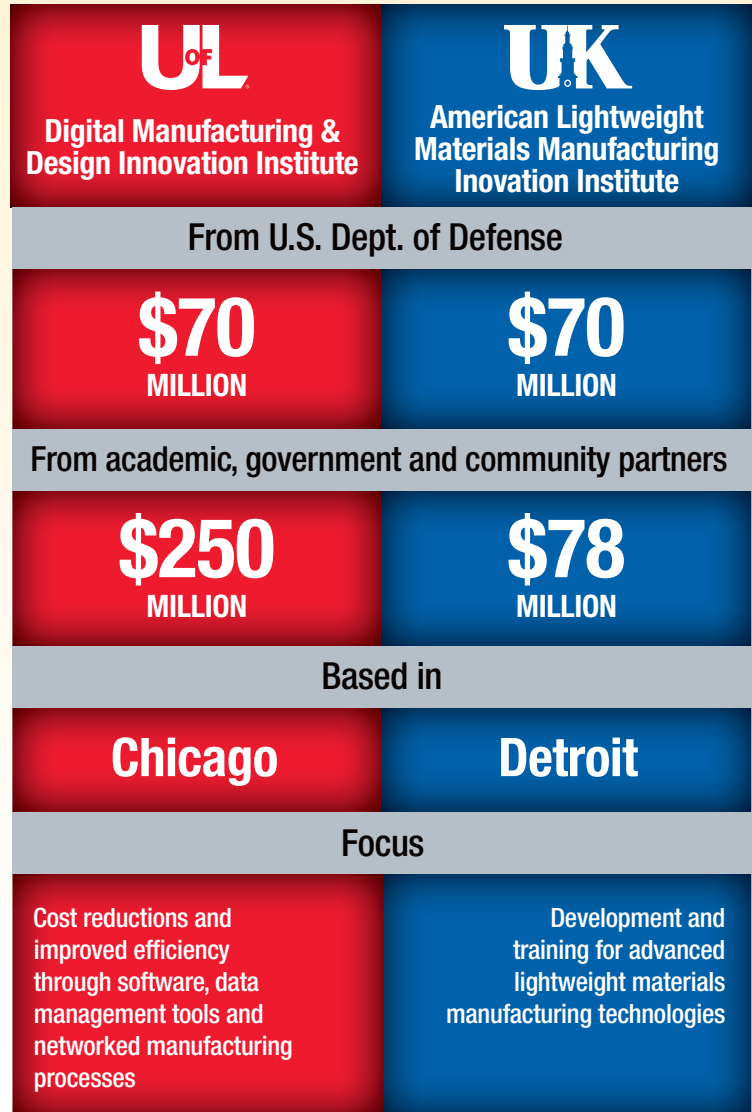 UOFL
Digital Manufacturing &
Design Innovation Institute
UK
American Lightweight
Materials Manufacturing
Inovation Institute
From U.S. Dept. of Defense
$70
MILLION
$70
MILLION
From academic, government and community partners
$250
MILLION
$78
MILLION
Based in
Chicago
Detroit
Focus
Cost reductions and
improved efficiency
through software, data
management tools and
networked manufacturing
processes
Development and
training for advanced
lightweight materials
manufacturing technologies